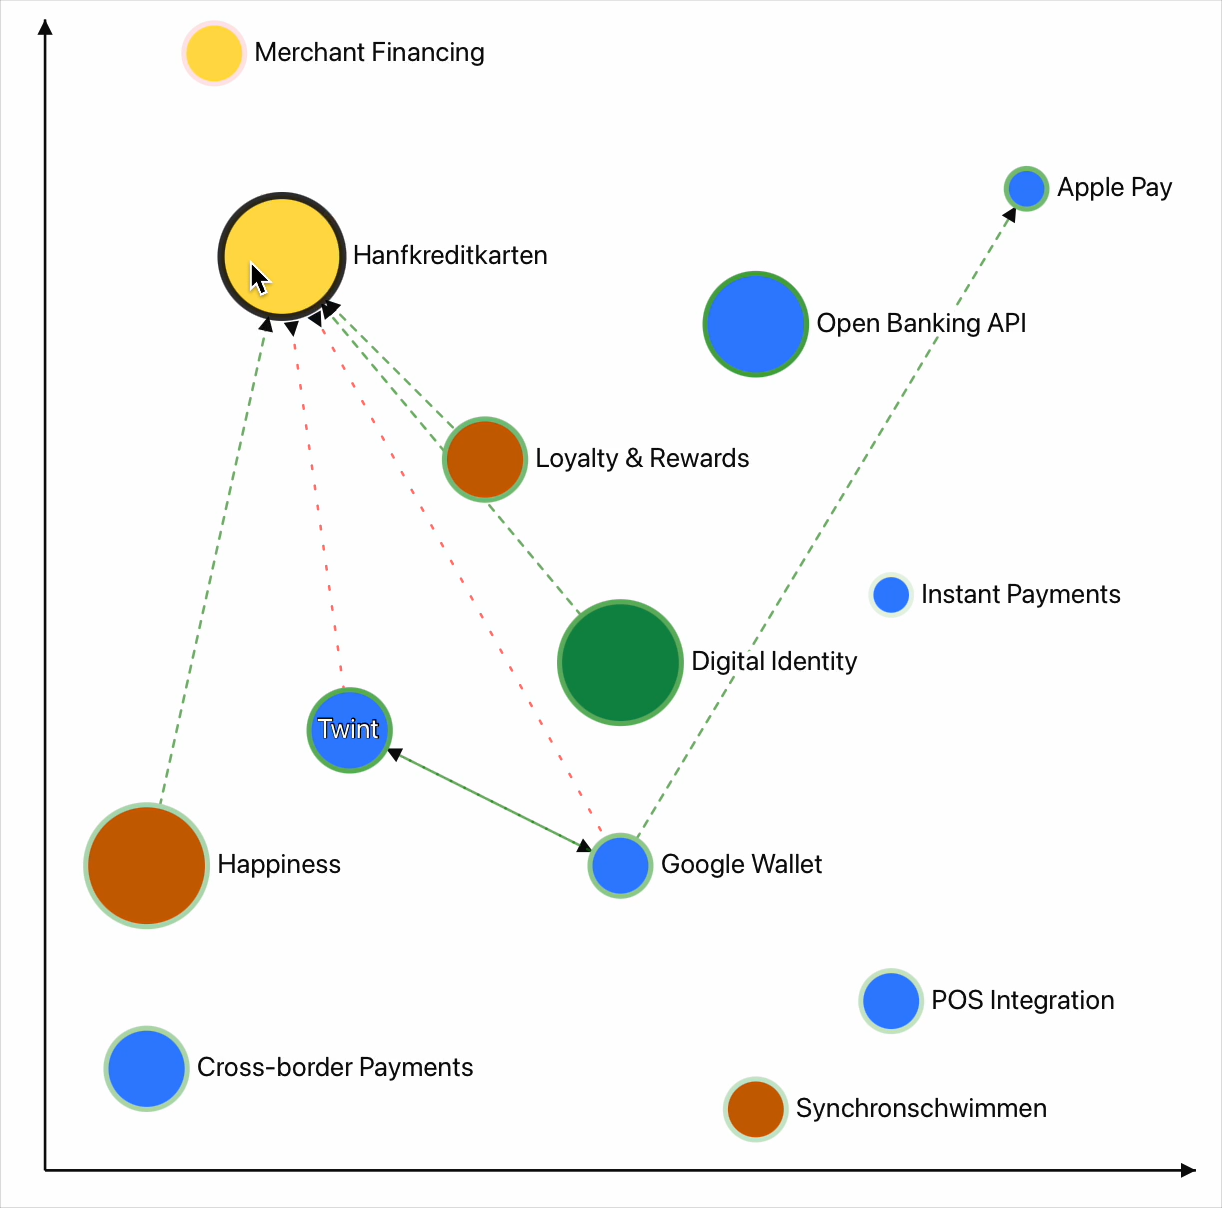 Merchant Financing
Apple Pay
Hanfkreditkarten
Open Banking API
Loyalty & Rewards
Instant Payments
Digital Identity
Twint
Happiness
Google Wallet
POS Integration
Cross-border Payments
Synchronschwimmen